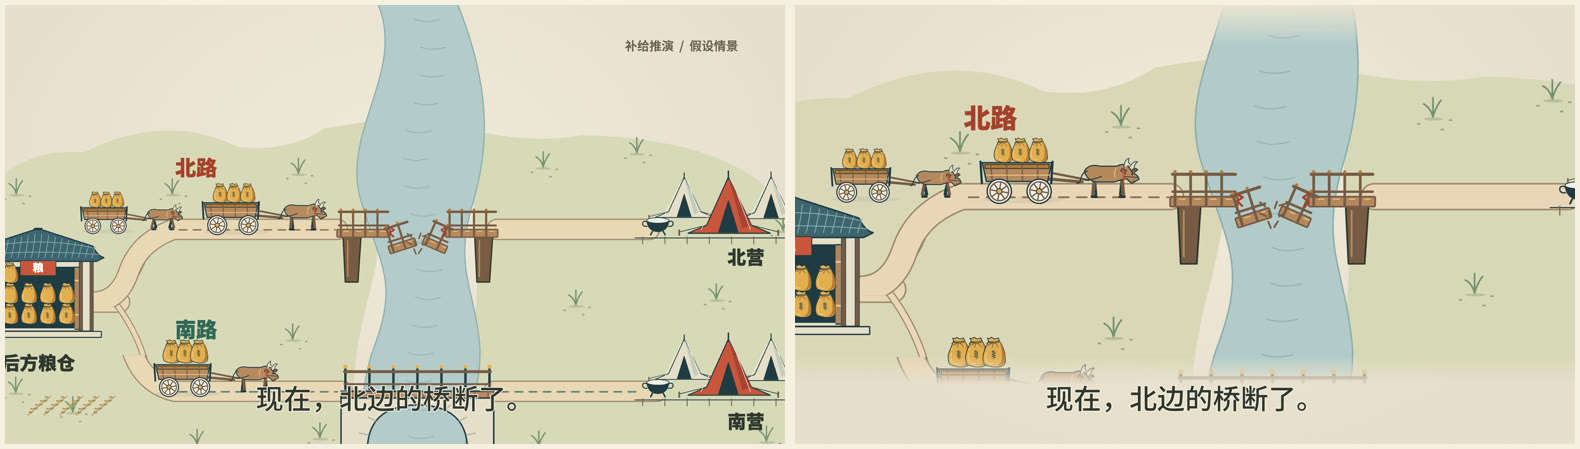 补给推演 / 假设情景
北路
粮
北营
南路
后方粮仓
现在，北边的桥断了。
南营
北路
现在，北边的桥断了。